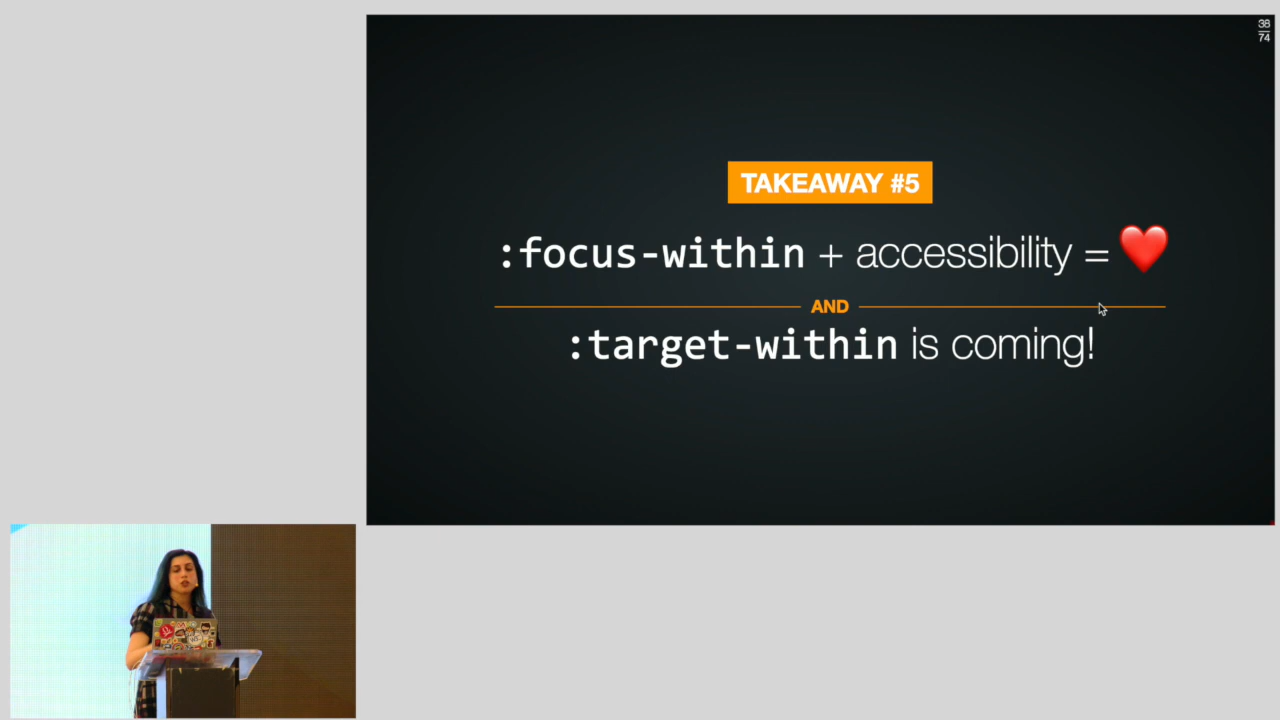 38
74
TAKEAWAY #5
:focus-within + accessibility = ❤️
AND
:target-within is coming!